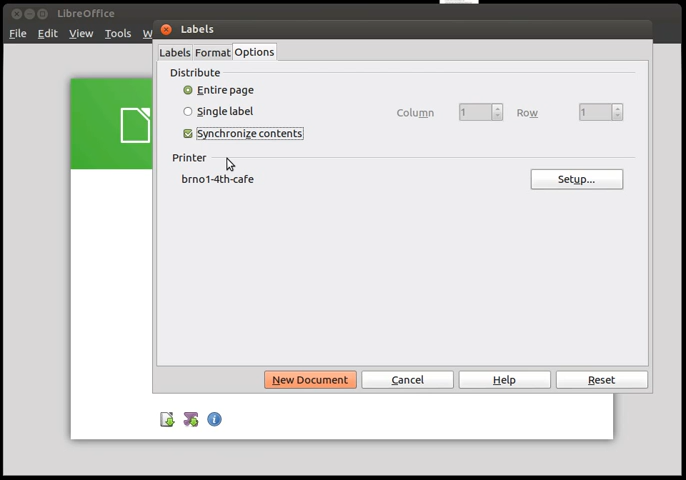 LibreOffice
File Edit View Tools W
Labels
Labels Format Options
Distribute
Entire page
Single label Column 1 Row 1
Synchronize contents
Printer
brno1-4th-cafe Setup...
New Document Cancel Help Reset